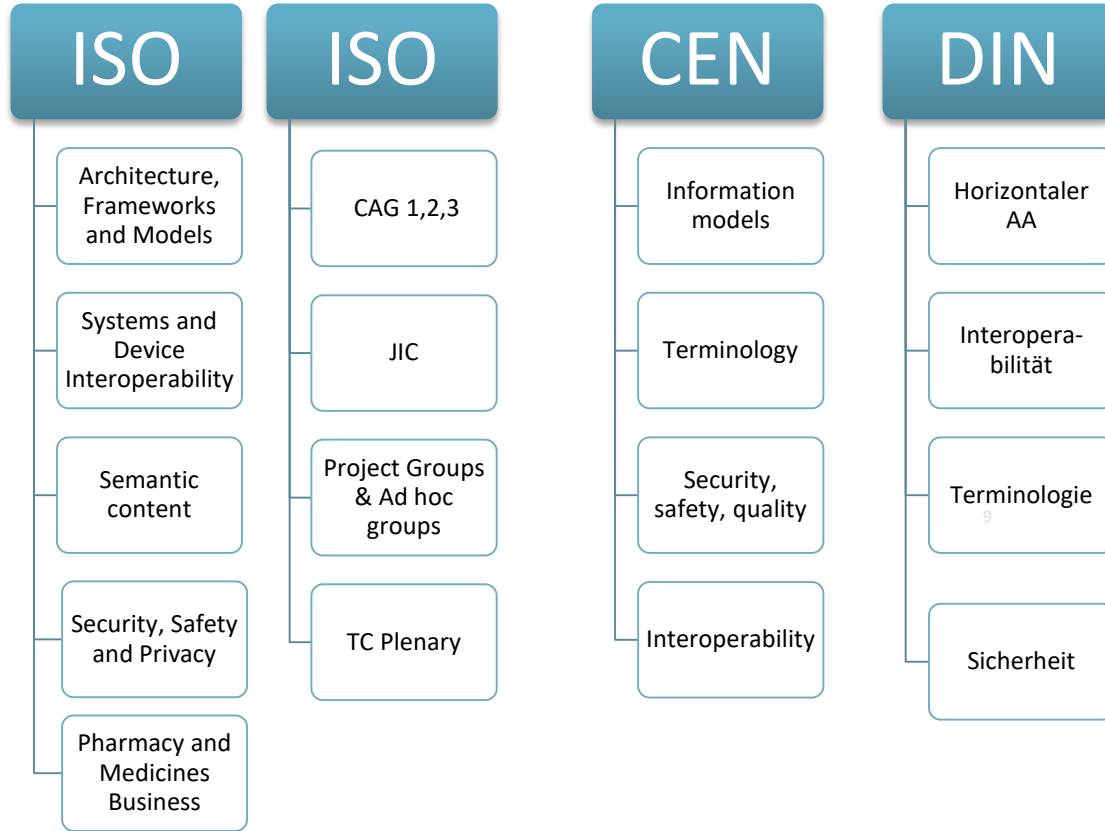 ISO
Architecture,
Frameworks
and Models
Systems and
Device
Interoperability
Semantic
content
Security, Safety
and Privacy
Pharmacy and
Medicines
Business
ISO
CAG 1,2,3
JIC
Project Groups
& Ad hoc
groups
TC Plenary
CEN
Information
models
Terminology
Security,
safety, quality
Interoperability
DIN
Horizontaler
AA
Interopera-
bilität
Terminologie
9
Sicherheit